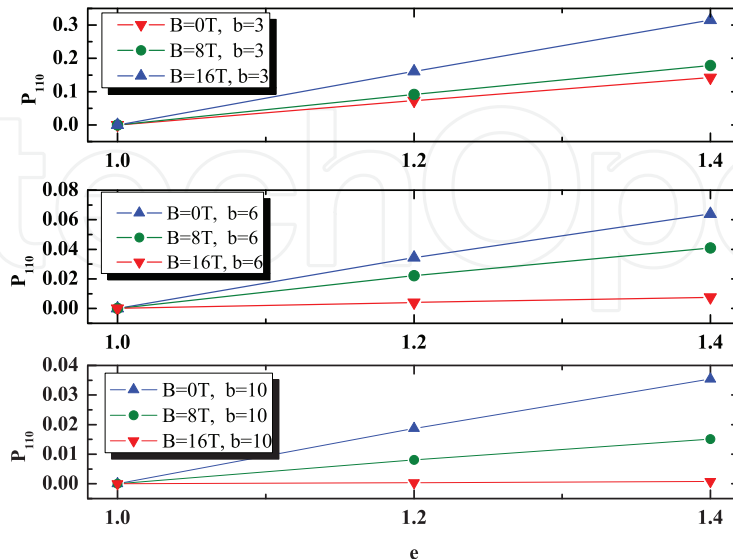 0.3
0.2
0.1
0.0
P110
B=0T, b=3
B=8T, b=3
B=16T, b=3
1.0
1.2
1.4
0.08
0.06
0.04
0.02
0.00
P110
B=0T, b=6
B=8T, b=6
B=16T, b=6
1.0
1.2
1.4
0.04
0.03
0.02
0.01
0.00
P110
B=0T, b=10
B=8T, b=10
B=16T, b=10
1.0
1.2
1.4
e
techOpe